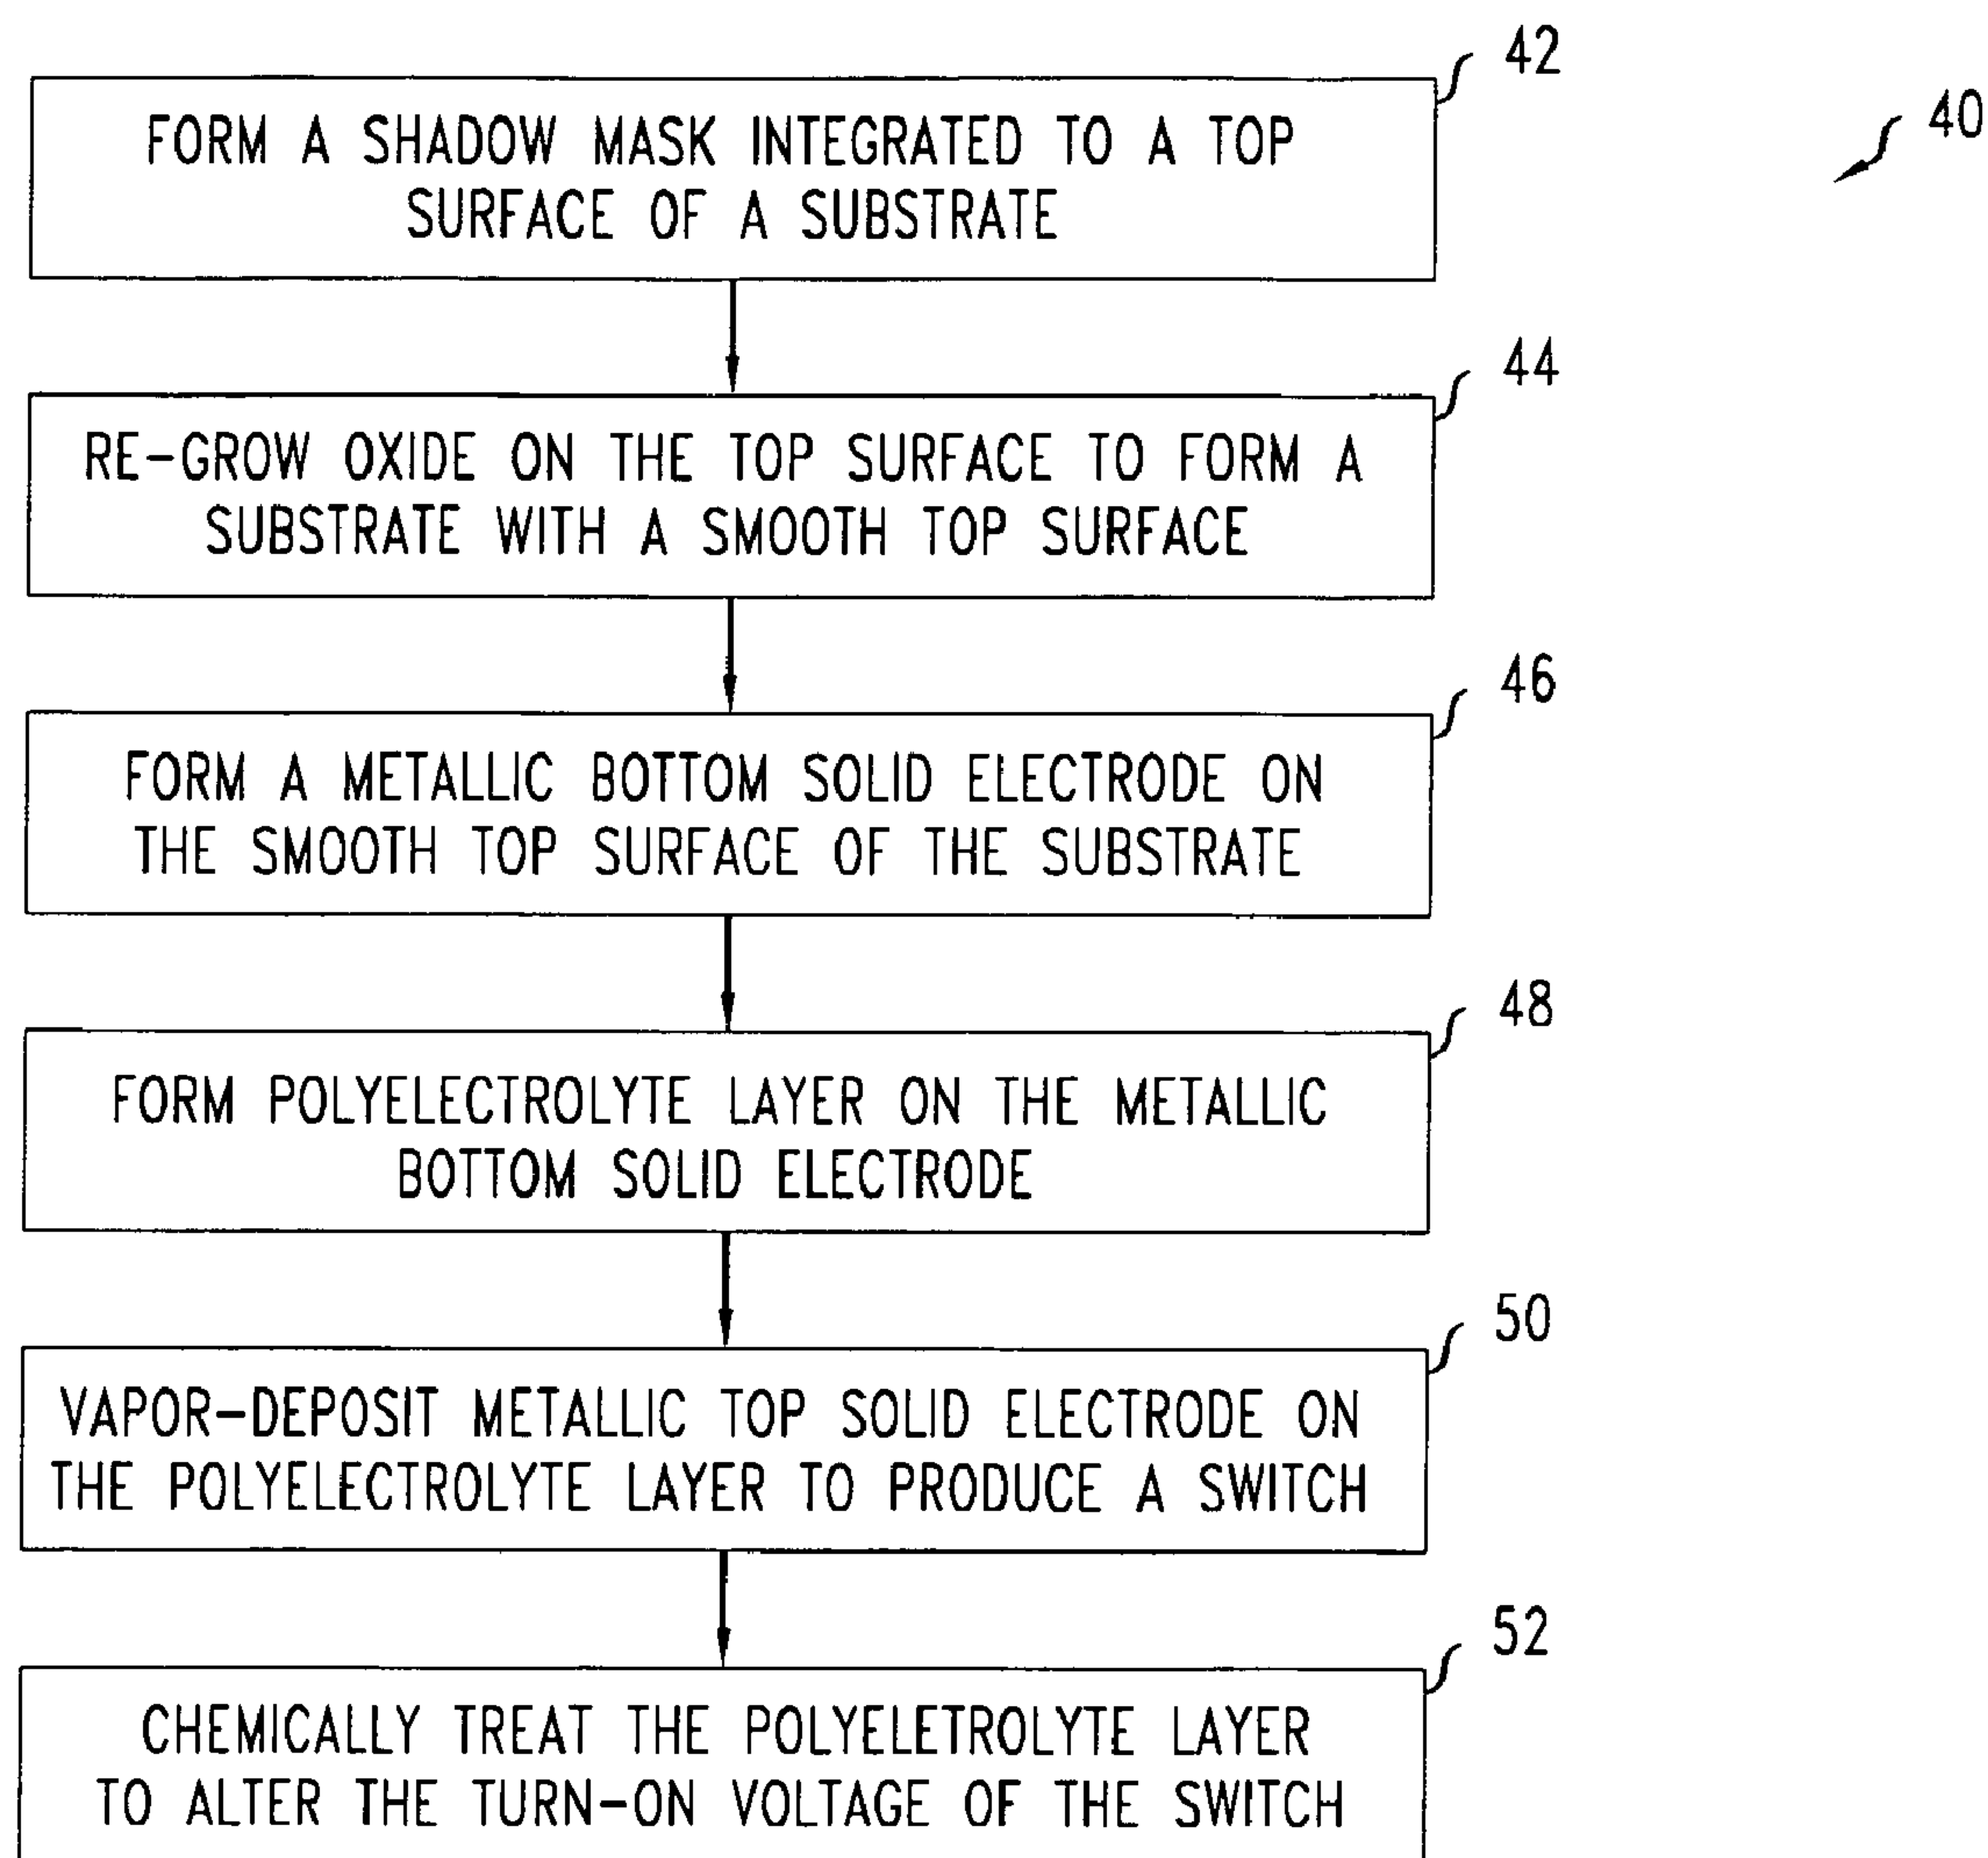 42
40
FORM A SHADOW MASK INTEGRATED TO A TOP
SURFACE OF A SUBSTRATE
44
RE-GROW OXIDE ON THE TOP SURFACE TO FORM A
SUBSTRATE WITH A SMOOTH TOP SURFACE
46
FORM A METALLIC BOTTOM SOLID ELECTRODE ON
THE SMOOTH TOP SURFACE OF THE SUBSTRATE
48
FORM POLYELECTROLYTE LAYER ON THE METALLIC
BOTTOM SOLID ELECTRODE
50
VAPOR-DEPOSIT METALLIC TOP SOLID ELECTRODE ON
THE POLYELECTROLYTE LAYER TO PRODUCE A SWITCH
52
CHEMICALLY TREAT THE POLYELETROLYTE LAYER
TO ALTER THE TURN-ON VOLTAGE OF THE SWITCH